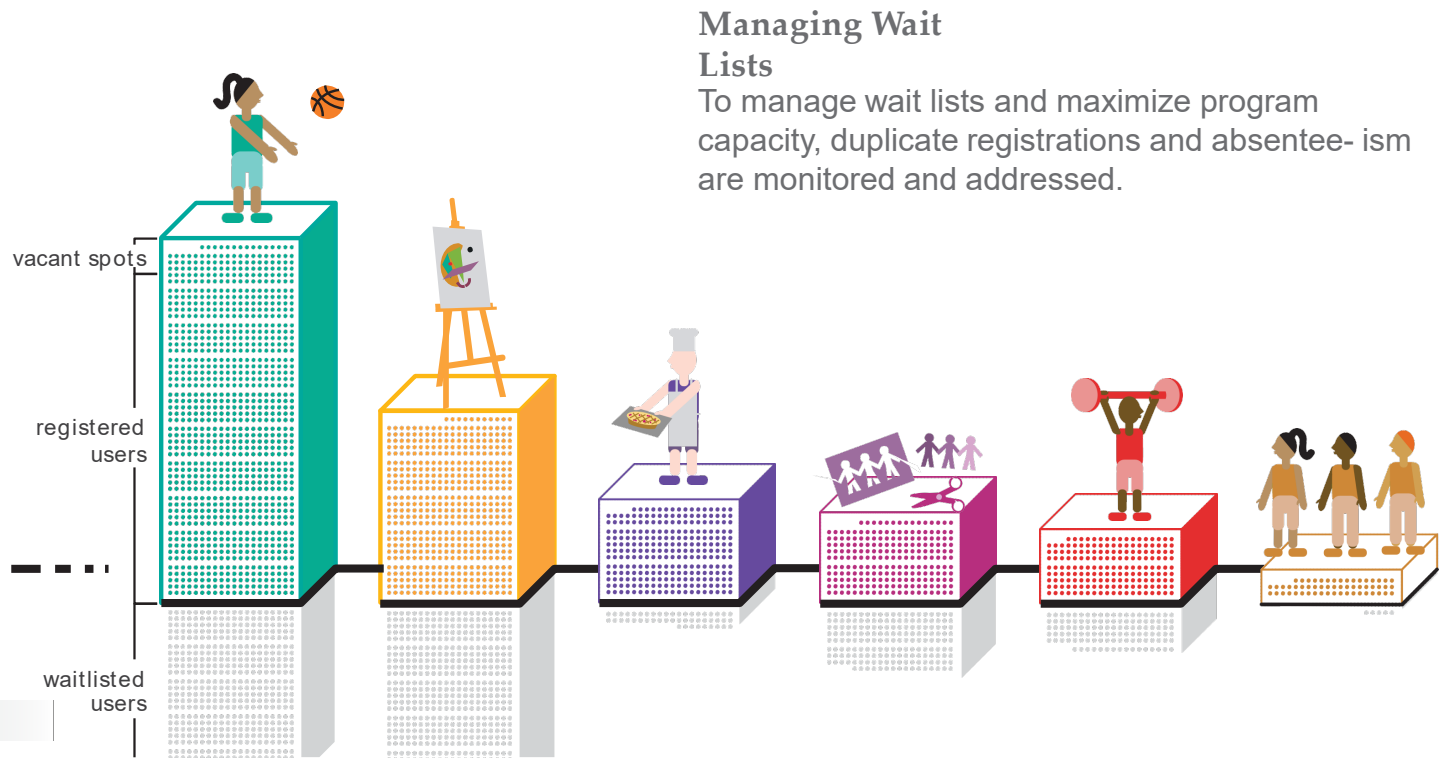 Managing Wait
Lists
To manage wait lists and maximize program
capacity, duplicate registrations and absentee- ism
are monitored and addressed.
vacant spots
registered
users
waitlisted
users